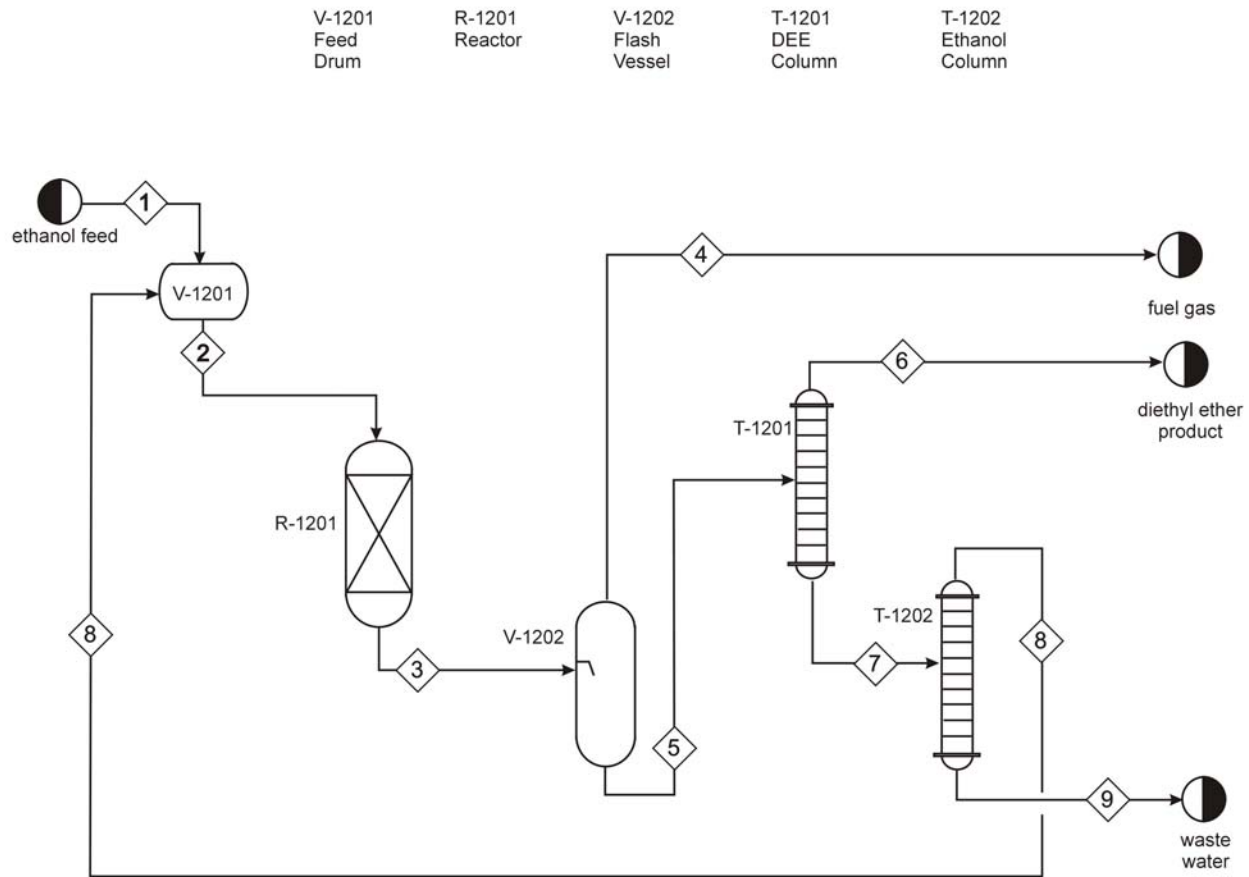 V-1201
Feed
Drum
R-1201
Reactor
V-1202
Flash
Vessel
T-1201
DEE
Column
T-1202
Ethanol
Column
1
ethanol feed
V-1201
2
4
fuel gas
6
diethyl ether
product
T-1201
R-1201
T-1202
8
8
V-1202
3
7
5
9
waste
water